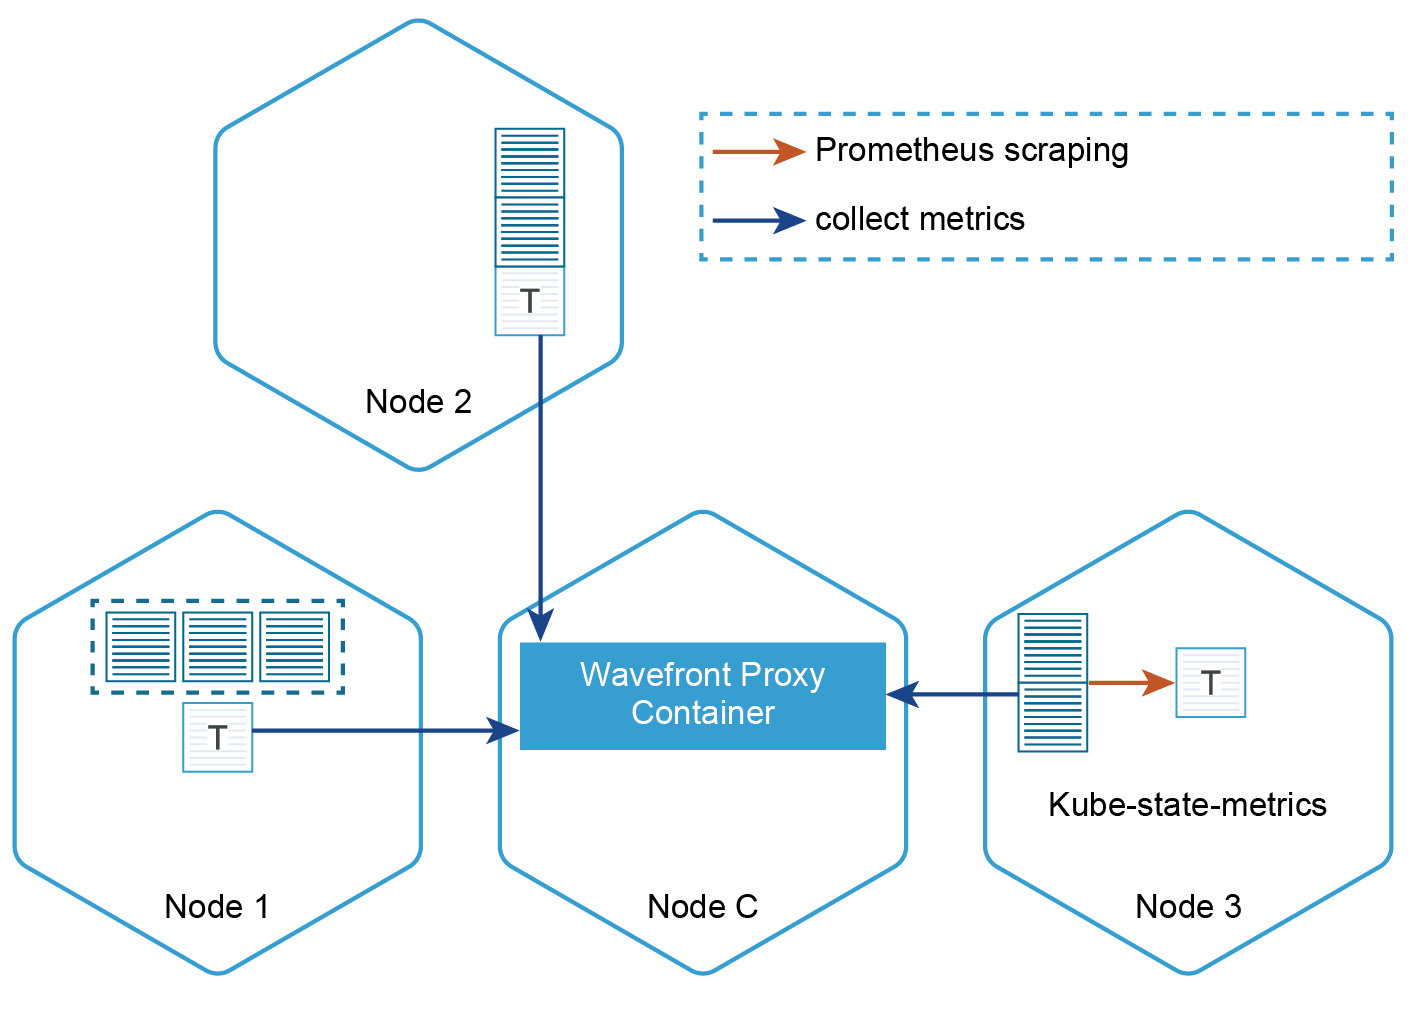 Prometheus scraping
collect metrics
T
Node 2
T
Node 1
Wavefront Proxy
Container
Node C
T
Kube-state-metrics
Node 3